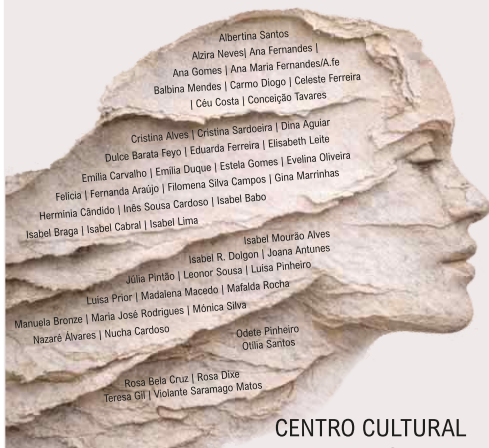 Albertina Santos
Alzira Neves| Ana Fernandes |
Ana Gomes | Ana Maria Fernandes/A.fe
Balbina Mendes | Carmo Diogo | Celeste Ferreira
| Céu Costa | Conceição Tavares
Cristina Alves | Cristina Sardoeira | Dina Aguiar
Dulce Barata Feyo | Eduarda Ferreira | Elisabeth Leite
Emília Carvalho | Emília Duque | Estela Gomes | Evelina Oliveira
Felicia | Fernanda Araújo | Filomena Silva Campos | Gina Marrinhas
Hermínia Cândido | Inês Sousa Cardoso | Isabel Babo
Isabel Braga | Isabel Cabral | Isabel Lima
Isabel Mourão Alves
Isabel R. Dolgon | Joana Antunes
Júlia Pintão | Leonor Sousa | Luisa Pinheiro
Luisa Prior | Madalena Macedo | Mafalda Rocha
Manuela Bronze | Maria José Rodrigues | Mónica Silva
Nazaré Álvares | Nucha Cardoso
Odete Pinheiro
Otília Santos
Rosa Bela Cruz | Rosa Dixe
Teresa Gil | Violante Saramago Matos
CENTRO CULTURAL